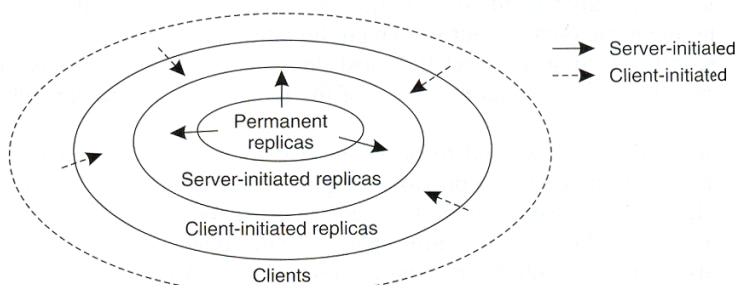 Server-initiated
Client-initiated
Permanent
replicas
Server-initiated replicas
Client-initiated replicas
Clients